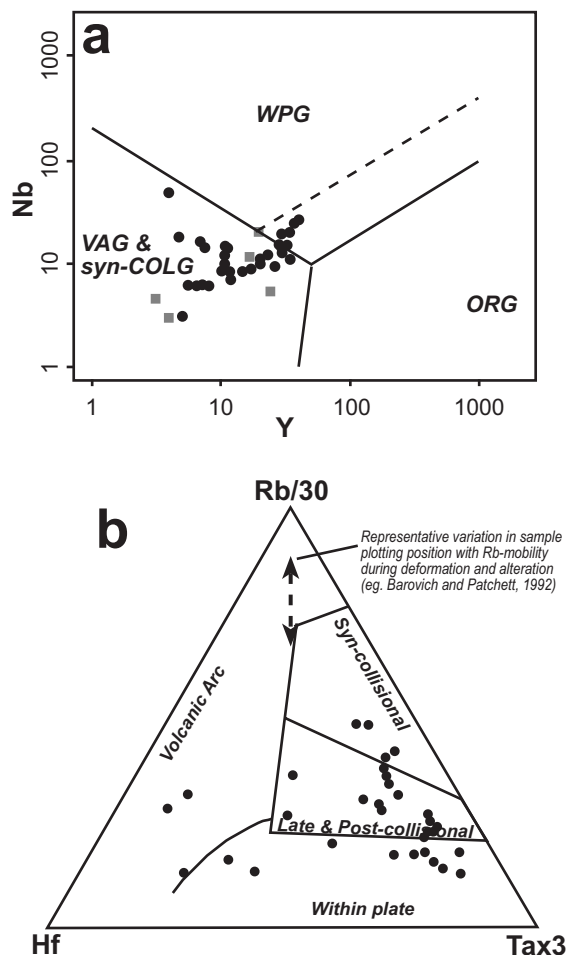 a
1000
100
10
1
Nb
WPG
VAG &
syn-COLG
ORG
1
10
100
1000
Y
b
Rb/30
Representative variation in sample
plotting position with Rb-mobility
during deformation and alteration
(eg. Barovich and Patchett, 1992)
Volcanic Arc
Syn-collisional
Late & Post-collisional
Within plate
Hf
Tax3